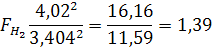 F_{H_2} \frac{4,02^2}{3,404^2} = \frac{16,16}{11,59} = 1,39